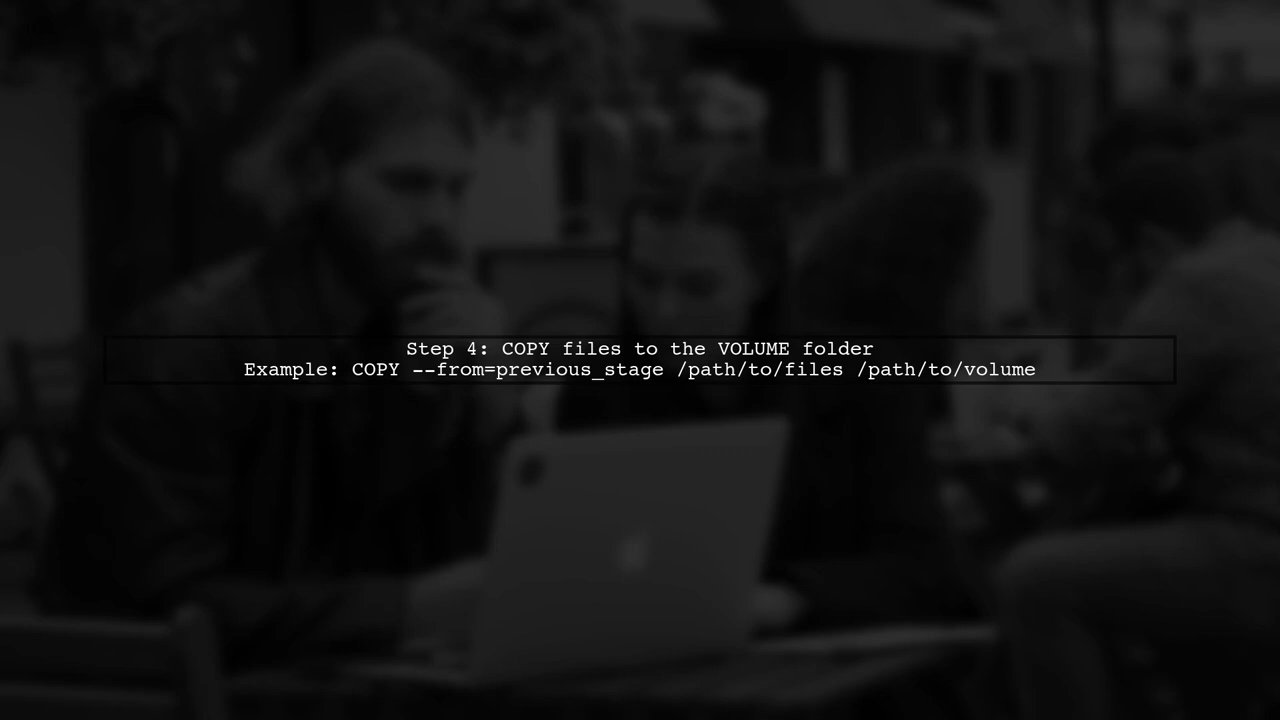 Step 4: COPY files to the VOLUME folder
Example: COPY --from=previous_stage /path/to/files /path/to/volume